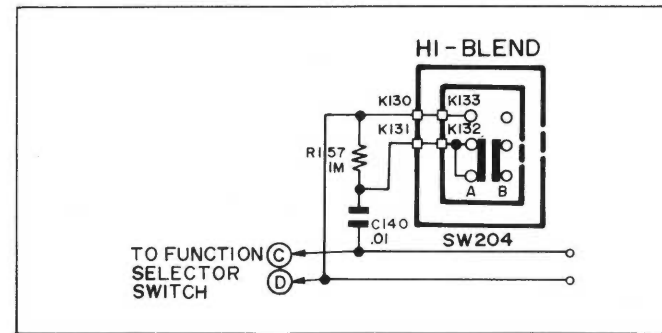 HI-BLEND
K130 K133
K131 K132
R157
1M
A B
C140
.01
SW204
TO FUNCTION C
SELECTOR
SWITCH D